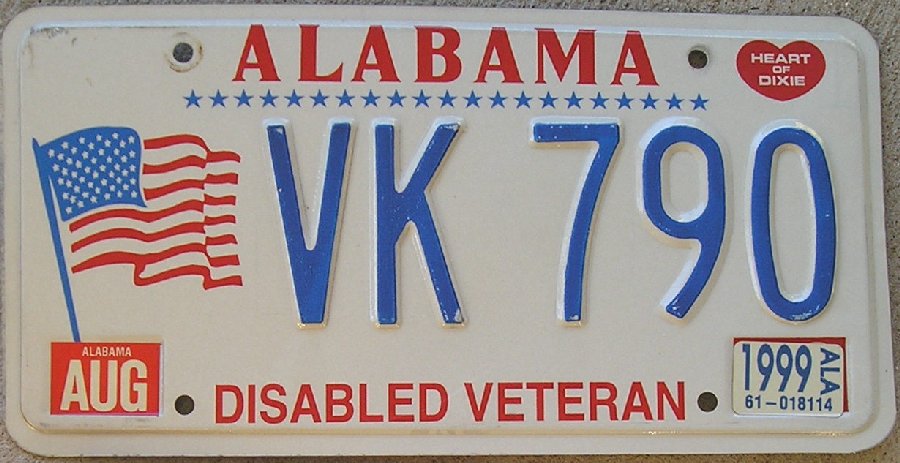 ALABAMA
HEART
OF
DIXIE
VK 790
ALABAMA
AUG
DISABLED VETERAN
1999 ALA
61-018114